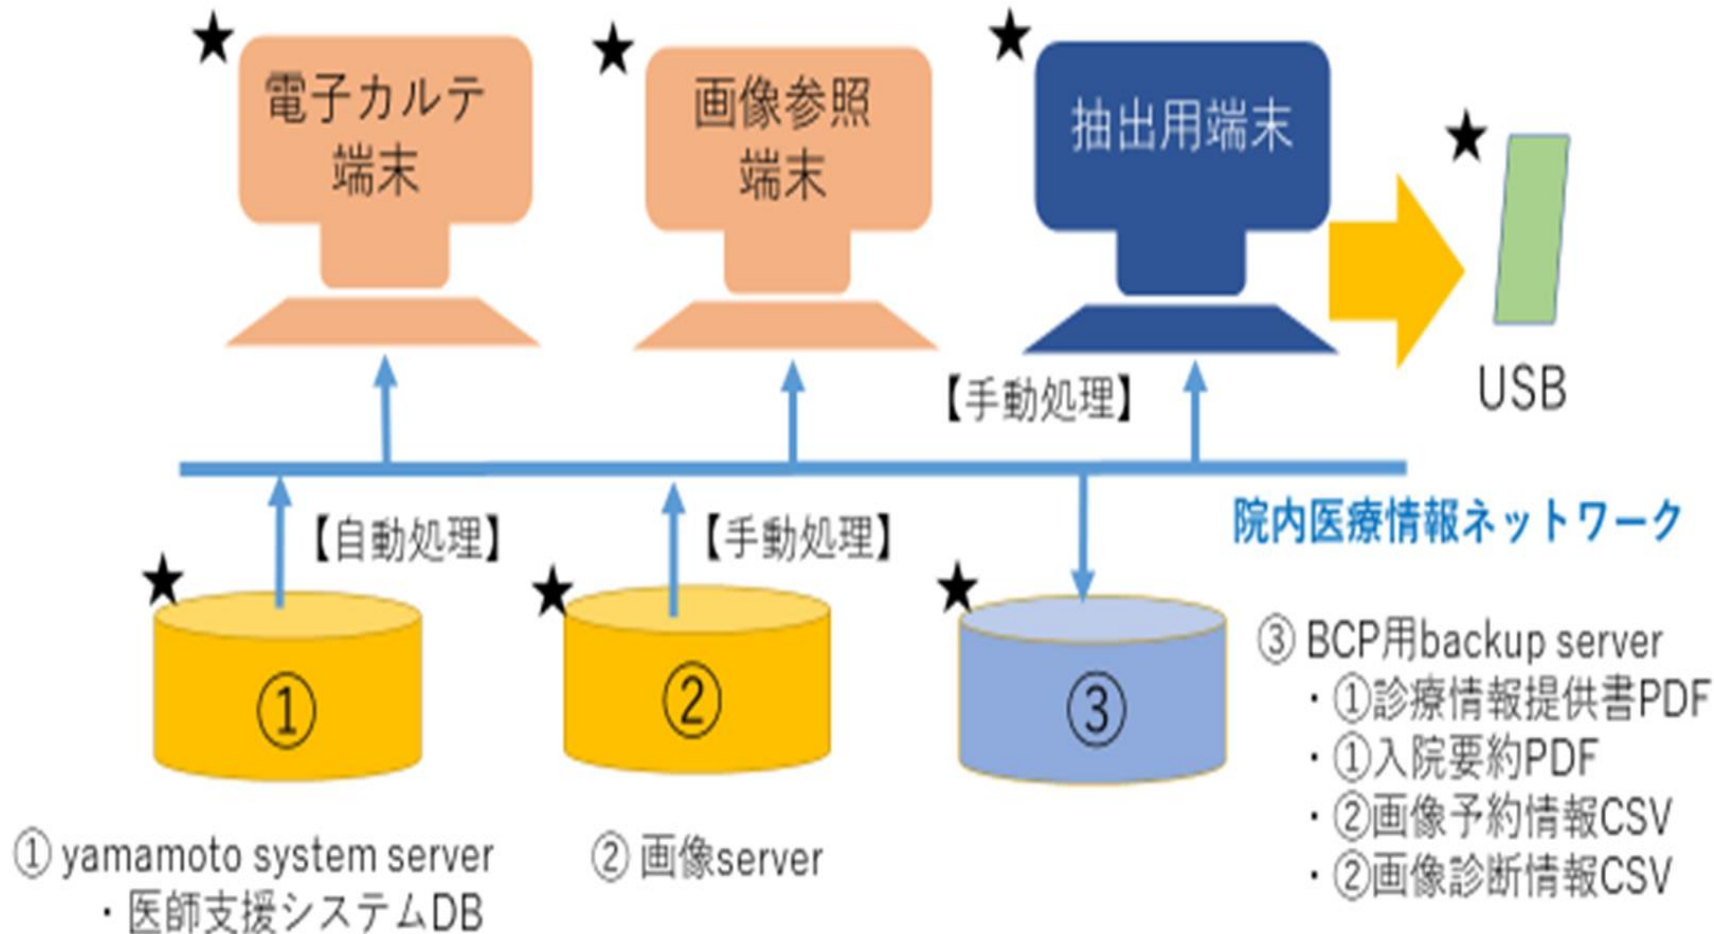 ★
電子カルテ
端末
★
画像参照
端末
★
抽出用端末
★
USB
【手動処理】
院内医療情報ネットワーク
【自動処理】
【手動処理】
★
①
★
②
★
③
① yamamoto system server
・医師支援システムDB
② 画像server
③ BCP用backup server
・①診療情報提供書PDF
・①入院要約PDF
・②画像予約情報CSV
・②画像診断情報CSV